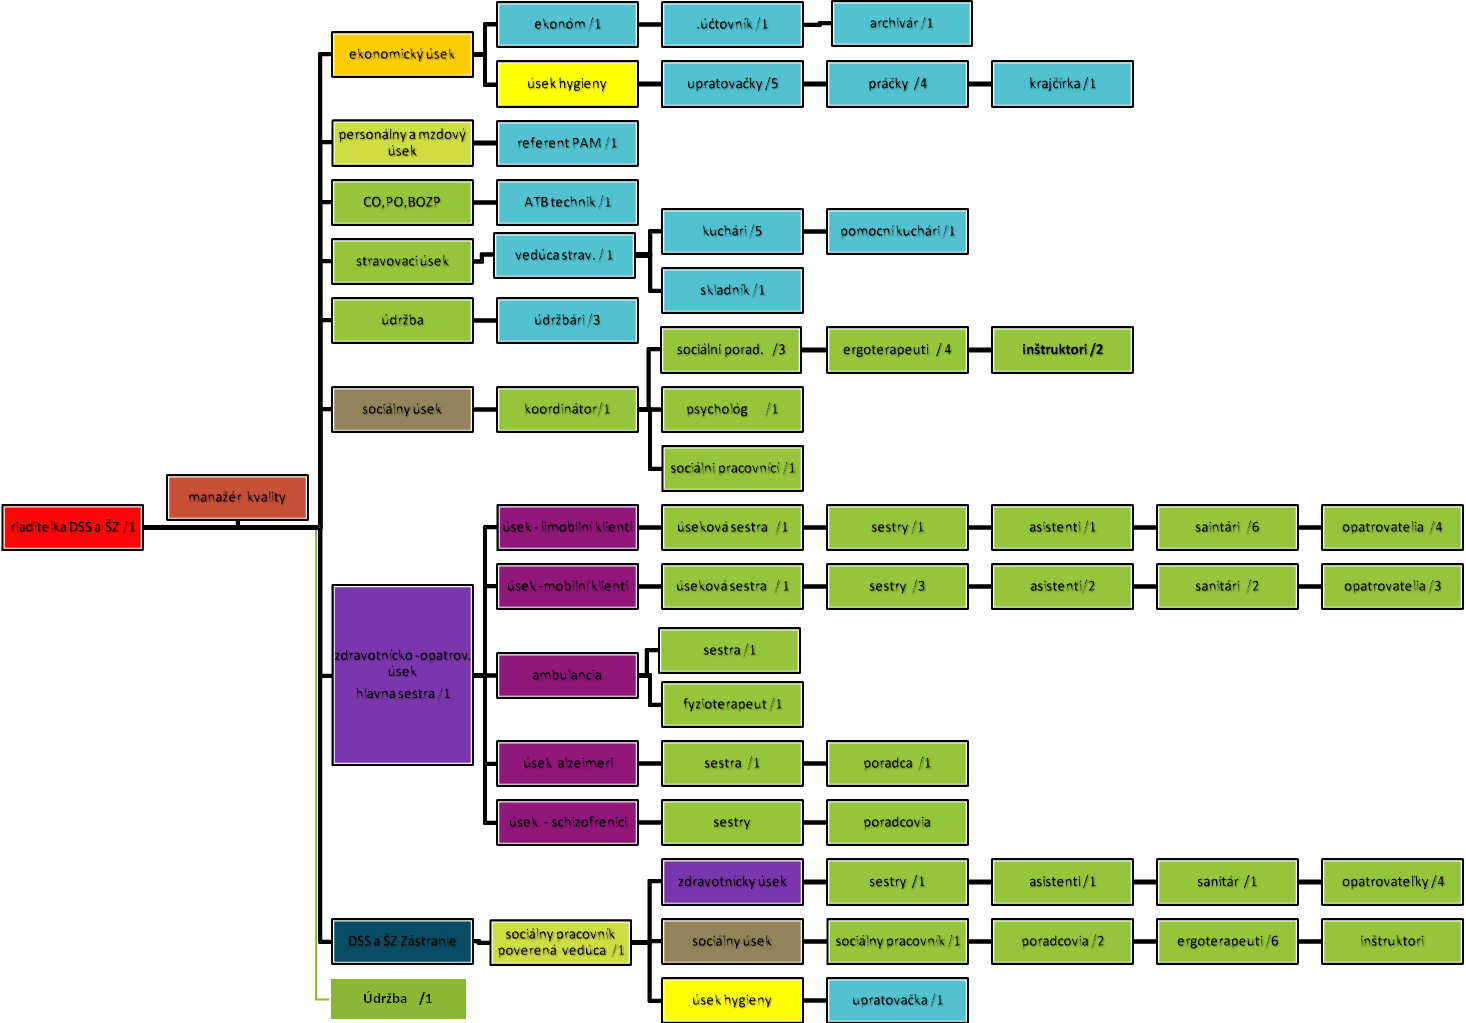 ekonóm /1
.účtovník /1
archivár /1
ekonomický úsek
úsek hygieny
upratovačky /5
práčky /4
krajčírka /1
personálny a mzdový
úsek
referent PAM /1
CO,PO,BOZP
ATB technik /1
kuchári /5
pomocní kuchári /1
stravovací úsek
vedúca strav. / 1
skladník /1
údržba
údržbári /3
sociálni porad. /3
ergoterapeuti / 4
inštruktori /2
sociálny úsek
koordinátor/1
psychológ /1
sociálni pracovníci /1
manažér kvality
riaditelka DSS a ŠZ /1
úsek - iimobilní klienti
úseková sestra /1
sestry /1
asistenti /1
saintári /6
opatrovatelia /4
úsek -mobilní klienti
úseková sestra / 1
sestry /3
asistenti/2
sanitári /2
opatrovatelia /3
zdravotnícko -opatrov.
úsek
hlavna sestra /1
ambulancia
sestra /1
fyzioterapeut /1
úsek alzeimeri
sestra /1
poradca /1
úsek - schizofrenici
sestry
poradcovia
zdravotnícky úsek
sestry /1
asistenti /1
sanitár /1
opatrovateľky /4
DSS a ŠZ Zástranie
sociálny pracovník
poverená vedúca /1
sociálny úsek
sociálny pracovník /1
poradcovia /2
ergoterapeuti /6
inštruktori
Údržba /1
úsek hygieny
upratovačka /1